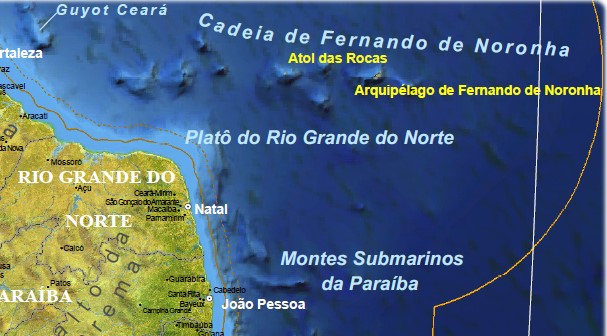 Guyot Ceará
Cadeia de Fernando de Noronha
rtaleza
Atol das Rocas
Arquipélago de Fernando de Noronha
Aracati
Platô do Rio Grande do Norte
da Nova
Mossoró
RIO GRANDE DO
Açu
Ceará-Mirim
São Gonçalo do Amarante
Macaíba
Natal
Parnamirim
NORTE
Caicó
Montes Submarinos
da Paraíba
Patos
Guarabira
ARAÍBA
Cabedelo
Santa Rita
Bayeux
João Pessoa
Campina Grande
Timbaúba
Goiana